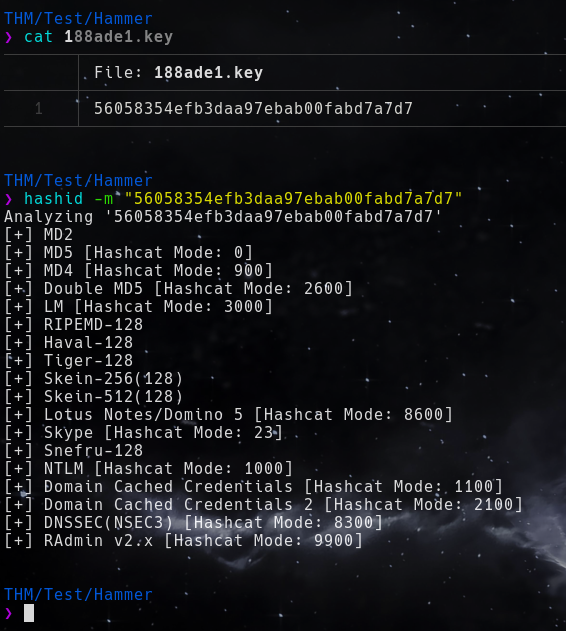 THM/Test/Hammer
❯ cat 188ade1.key
File: 188ade1.key
1 56058354efb3daa97ebab00fabd7a7d7
THM/Test/Hammer
❯ hashid -m "56058354efb3daa97ebab00fabd7a7d7"
Analyzing '56058354efb3daa97ebab00fabd7a7d7'
[+] MD2
[+] MD5 [Hashcat Mode: 0]
[+] MD4 [Hashcat Mode: 900]
[+] Double MD5 [Hashcat Mode: 2600]
[+] LM [Hashcat Mode: 3000]
[+] RIPEMD-128
[+] Haval-128
[+] Tiger-128
[+] Skein-256(128)
[+] Skein-512(128)
[+] Lotus Notes/Domino 5 [Hashcat Mode: 8600]
[+] Skype [Hashcat Mode: 23]
[+] Snefru-128
[+] NTLM [Hashcat Mode: 1000]
[+] Domain Cached Credentials [Hashcat Mode: 1100]
[+] Domain Cached Credentials 2 [Hashcat Mode: 2100]
[+] DNSSEC(NSEC3) [Hashcat Mode: 8300]
[+] RAdmin v2.x [Hashcat Mode: 9900]
THM/Test/Hammer
❯